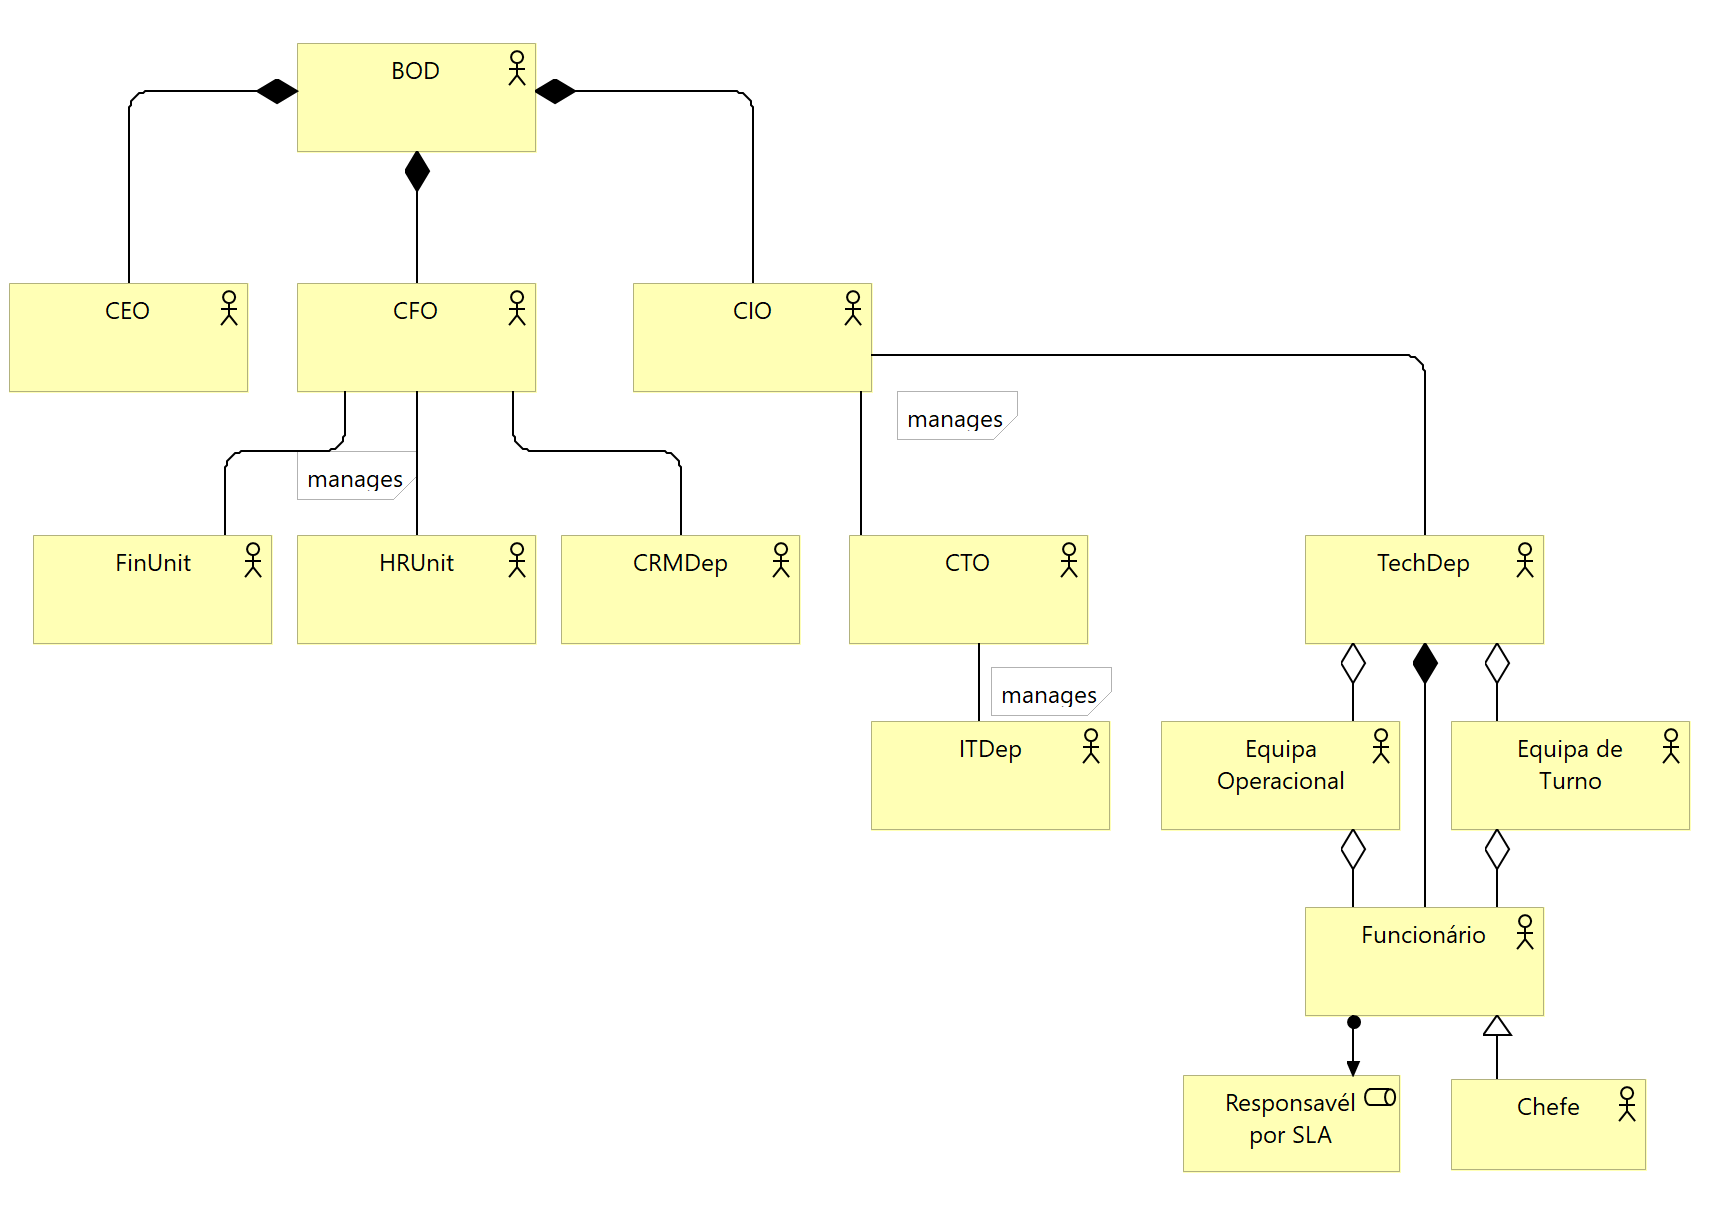 BOD
CEO
CFO
CIO
manages
manages
FinUnit
HRUnit
CRMDep
CTO
TechDep
manages
ITDep
Equipa
Operacional
Equipa de
Turno
Funcionário
Responsavél
por SLA
Chefe